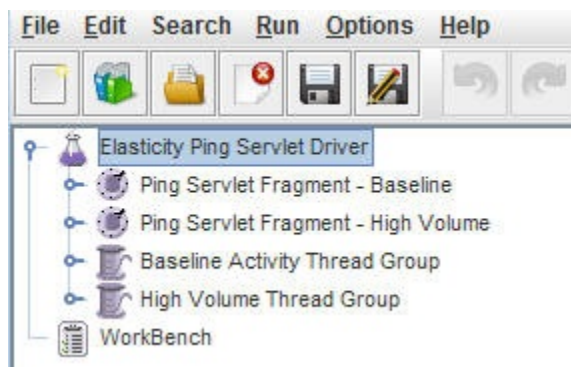 File Edit Search Run Options Help
Elasticity Ping Servlet Driver
Ping Servlet Fragment - Baseline
Ping Servlet Fragment - High Volume
Baseline Activity Thread Group
High Volume Thread Group
WorkBench